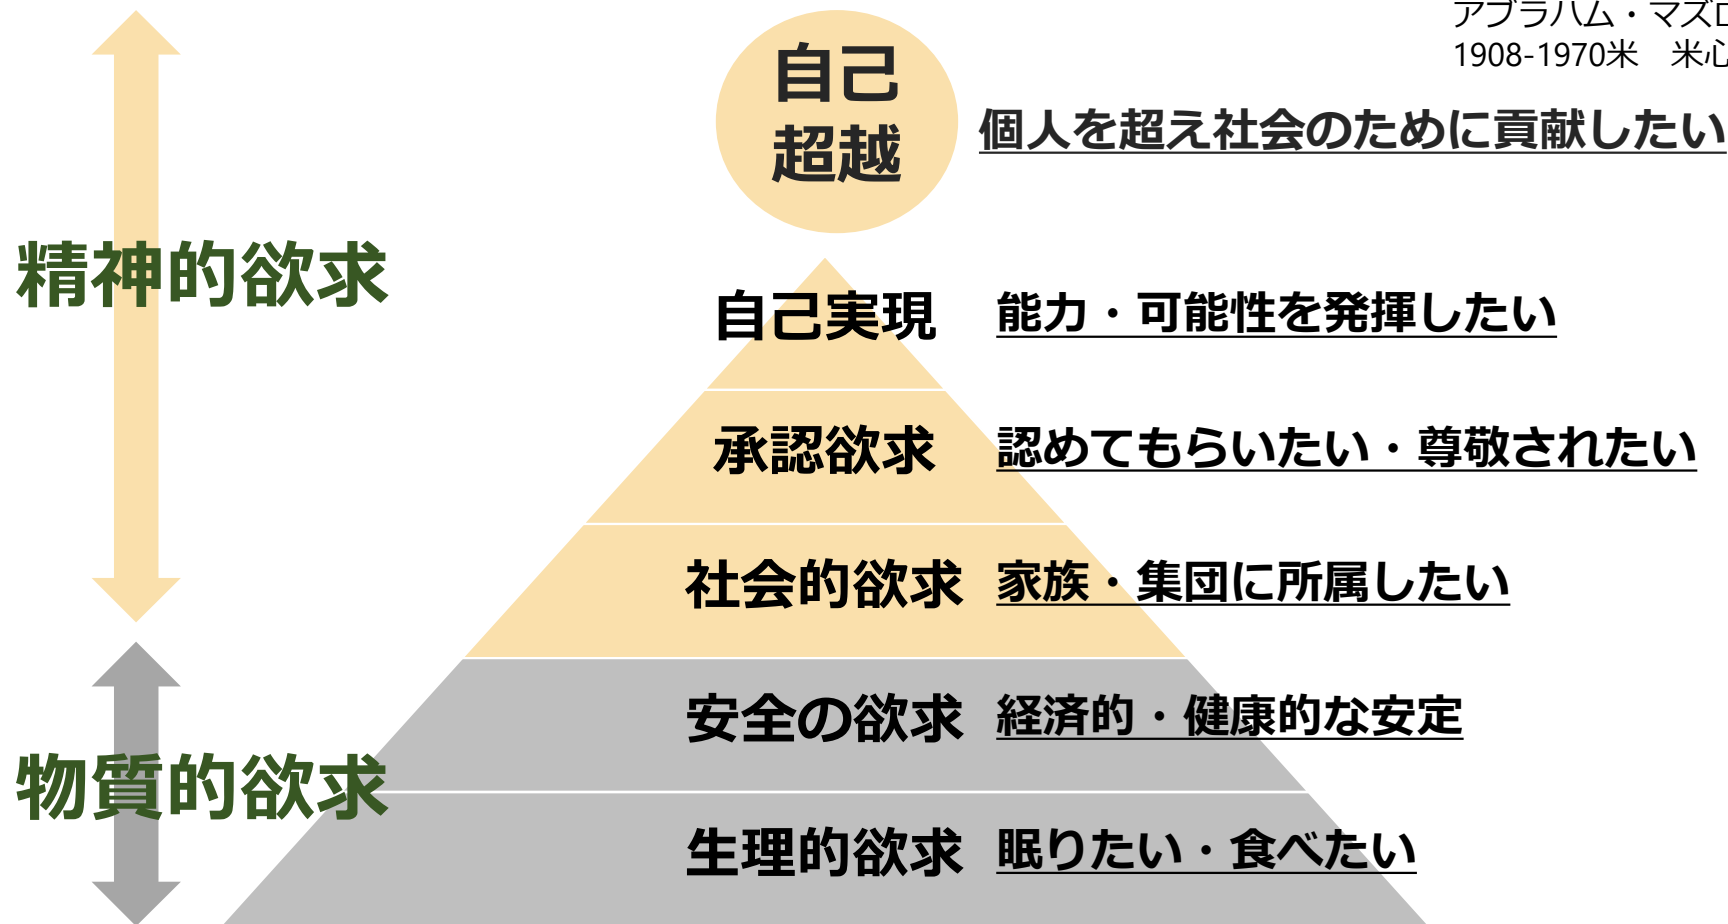 アブラハム・マズロ
1908-1970米　米心
自己
超越
個人を超え社会のために貢献したい
精神的欲求
自己実現　能力・可能性を発揮したい
承認欲求　認めてもらいたい・尊敬されたい
社会的欲求　家族・集団に所属したい
安全の欲求　経済的・健康的な安定
物質的欲求
生理的欲求　眠りたい・食べたい